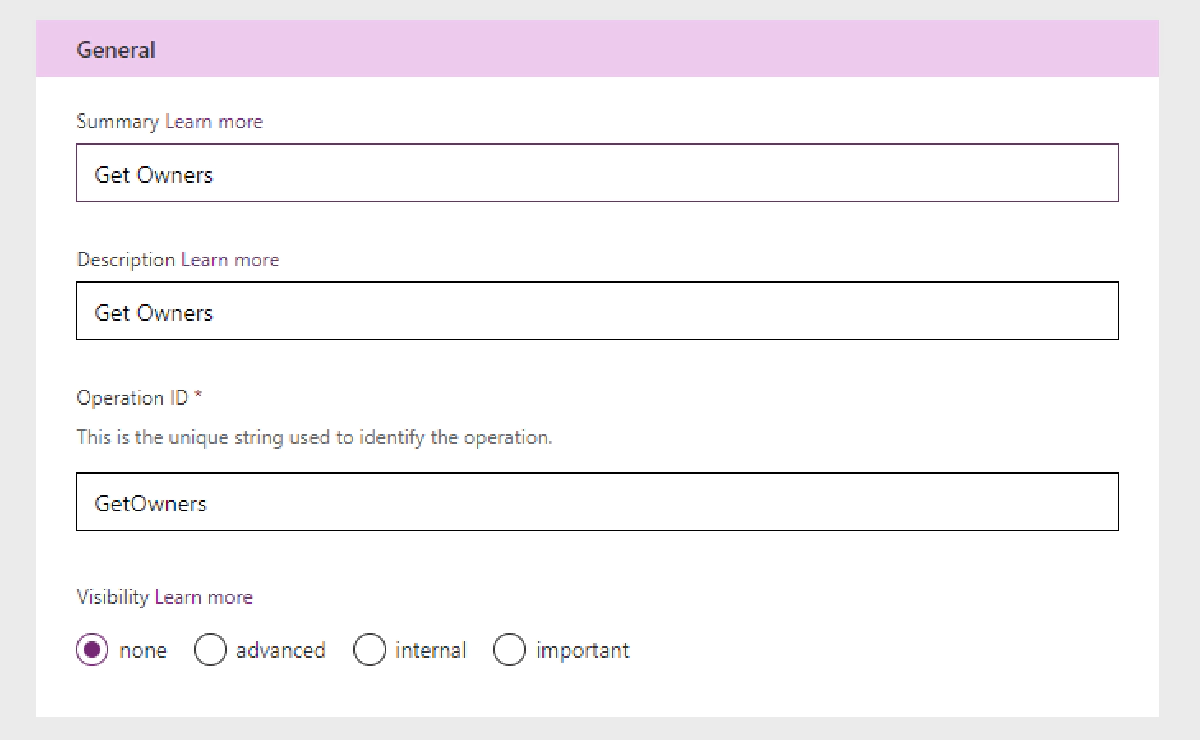 General
Summary Learn more
Get Owners
Description Learn more
Get Owners
Operation ID *
This is the unique string used to identify the operation.
GetOwners
Visibility Learn more
none advanced internal important